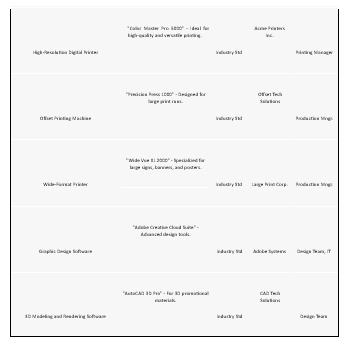 "Color Master Pro 5000" - Ideal for
high-quality and versatile printing.
Acme Printers
Inc.
High-Resolution Digital Printer
Industry Std
Printing Manager
"Precision Press 1000" - Designed for
large print runs.
Offset Tech
Solutions
Offset Printing Machine
Industry Std
Production Mngr
"Wide Vue XL 2000" - Specialized for
large signs, banners, and posters.
Wide-Format Printer
Industry Std
Large Print Corp.
Production Mngr
"Adobe Creative Cloud Suite" -
Advanced design tools.
Graphic Design Software
Industry Std
Adobe Systems
Design Team, IT
"AutoCAD 3D Pro" - For 3D promotional
materials.
CAD Tech
Solutions
3D Modeling and Rendering Software
Industry Std
Design Team